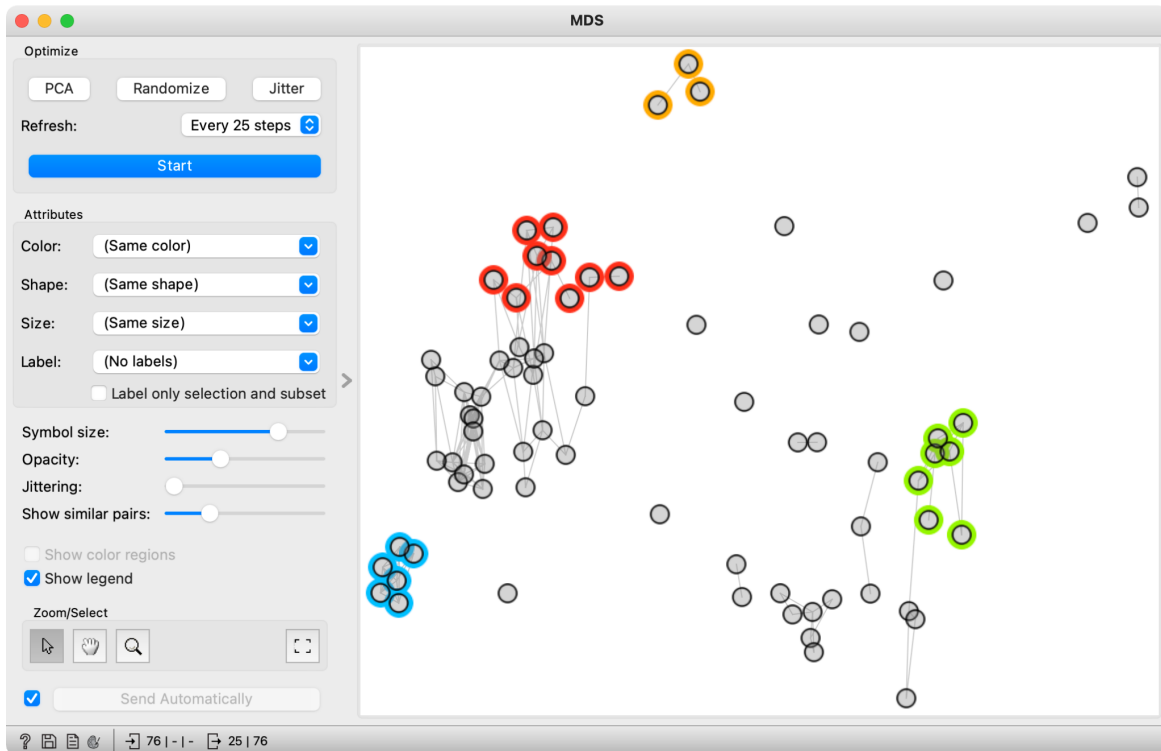 MDS
Optimize
PCA Randomize Jitter
Refresh: Every 25 steps
Start
Attributes
Color: (Same color)
Shape: (Same shape)
Size: (Same size)
Label: (No labels)
Label only selection and subset
Symbol size:
Opacity:
Jittering:
Show similar pairs:
Show color regions
Show legend
Zoom/Select
Send Automatically
? 76 | - | - 25 | 76